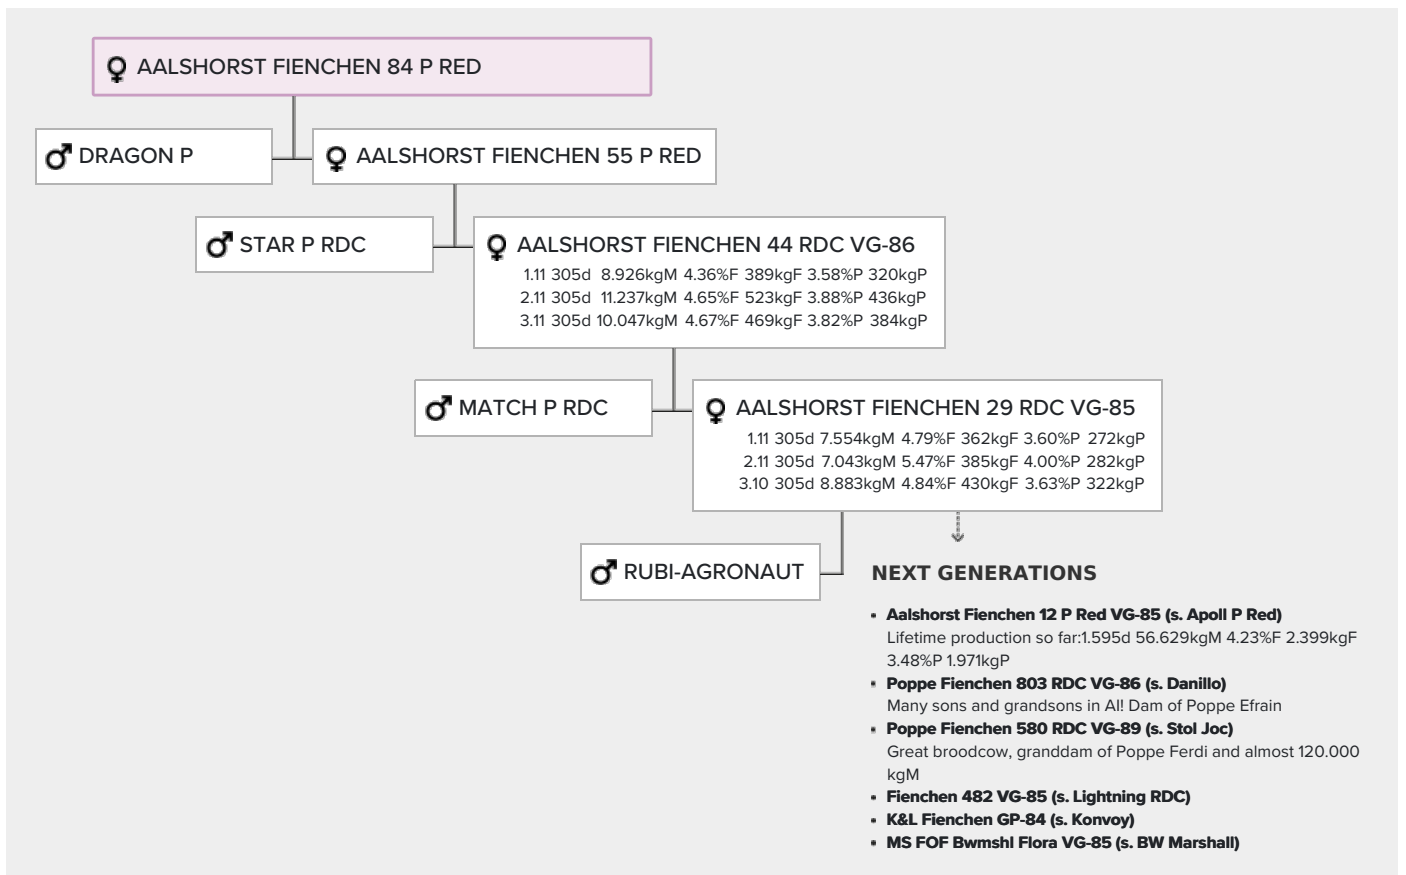 AALSHORST FIENCHEN 84 P RED
DRAGON P
AALSHORST FIENCHEN 55 P RED
STAR P RDC
AALSHORST FIENCHEN 44 RDC VG-86
1.11 305d 8.926kgM 4.36%F 389kgF 3.58%P 320kgP
2.11 305d 11.237kgM 4.65%F 523kgF 3.88%P 436kgP
3.11 305d 10.047kgM 4.67%F 469kgF 3.82%P 384kgP
MATCH P RDC
AALSHORST FIENCHEN 29 RDC VG-85
1.11 305d 7.554kgM 4.79%F 362kgF 3.60%P 272kgP
2.11 305d 7.043kgM 5.47%F 385kgF 4.00%P 282kgP
3.10 305d 8.883kgM 4.84%F 430kgF 3.63%P 322kgP
RUBI-AGRONAUT
NEXT GENERATIONS
• Aalshorst Fienchen 12 P Red VG-85 (s. Apoll P Red)
Lifetime production so far:1.595d 56.629kgM 4.23%F 2.399kgF
3.48%P 1.971kgP
• Poppe Fienchen 803 RDC VG-86 (s. Danillo)
Many sons and grandsons in AI! Dam of Poppe Efrain
• Poppe Fienchen 580 RDC VG-89 (s. Stol Joc)
Great broodcow, granddam of Poppe Ferdi and almost 120.000
kgM
• Fienchen 482 VG-85 (s. Lightning RDC)
• K&L Fienchen GP-84 (s. Konvoy)
• MS FOF Bwmshl Flora VG-85 (s. BW Marshall)